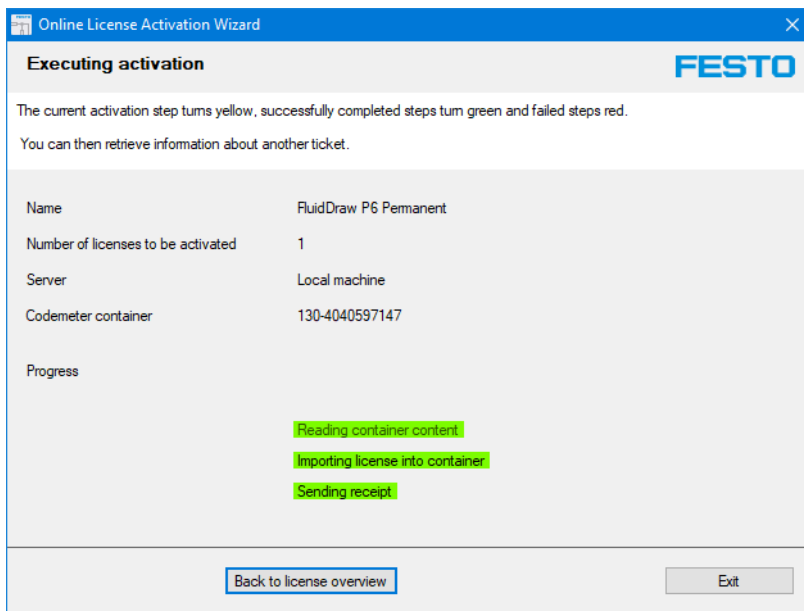 Online License Activation Wizard
Executing activation
FESTO
The current activation step turns yellow, successfully completed steps turn green and failed steps red.
You can then retrieve information about another ticket.
Name FluidDraw P6 Permanent
Number of licenses to be activated 1
Server Local machine
Codemeter container 130-4040597147
Progress
Reading container content
Importing license into container
Sending receipt
Back to license overview Exit